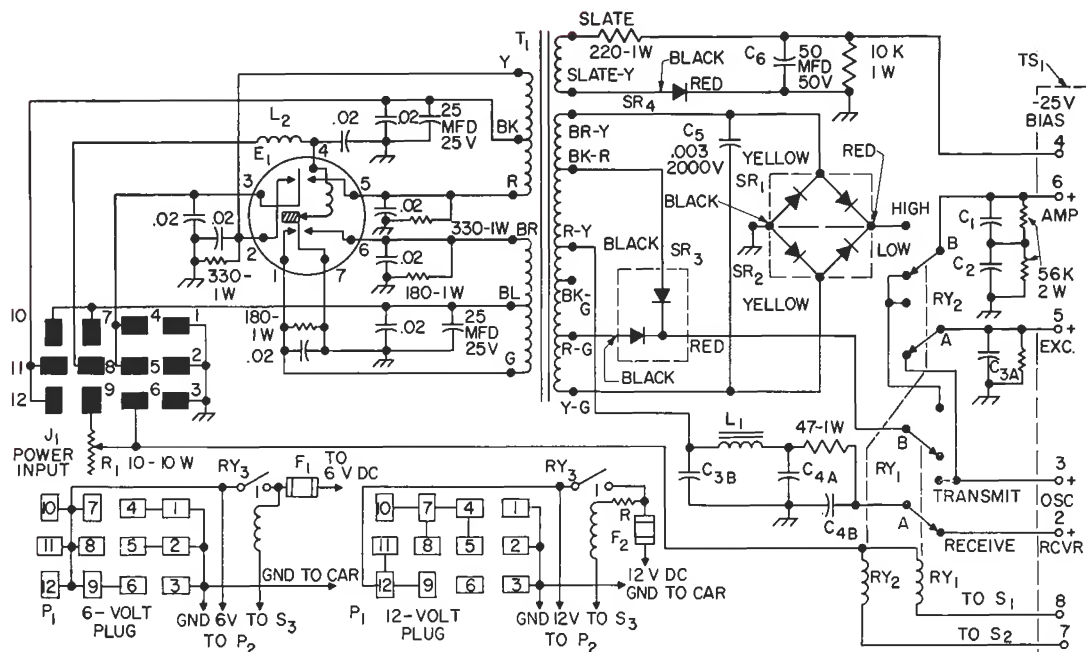 SLATE
220-1W
SLATE-Y
BLACK
RED
SR4
C6
50
MFD
50V
10 K
1 W
TS1
-25V
BIAS
4
T1
Y
L2
.02
.02
.02
25
MFD
25V
BK
E1
4
3
5
R
.02
.02
.02
330-1W
2
6
BR
330-
1W
1
7
.02
180-1W
BL
180-
1W
.02
.02
25
MFD
25V
G
BR-Y
BK-R
C5
.003
2000V
YELLOW
RED
SR1
BLACK
HIGH
LOW
R-Y
BLACK
SR3
SR2
YELLOW
BK-
G
R-G
RED
BLACK
Y-G
6
+
AMP
C1
C2
56K
2 W
B
RY2
A
5
+
EXC.
C3A
10
7
4
1
11
8
5
2
12
9
6
3
J1
POWER
INPUT
R1 10-10 W
L1
47-1W
C3B
C4A
C4B
B
RY1
A
TRANSMIT
RECEIVE
3
+
OSC
2
+
RCVR
RY2
RY1
TO S1
8
TO S2
7
RY3
F1
TO
6 V DC
10
7
4
1
11
8
5
2
12
9
6
3
P1
6-VOLT
PLUG
GND TO CAR
GND 6V TO S3
TO P2
RY3
R
F2
10
7
4
1
11
8
5
2
12
9
6
3
P1
12-VOLT
PLUG
12 V DC
GND TO CAR
GND 12V TO S3
TO P2